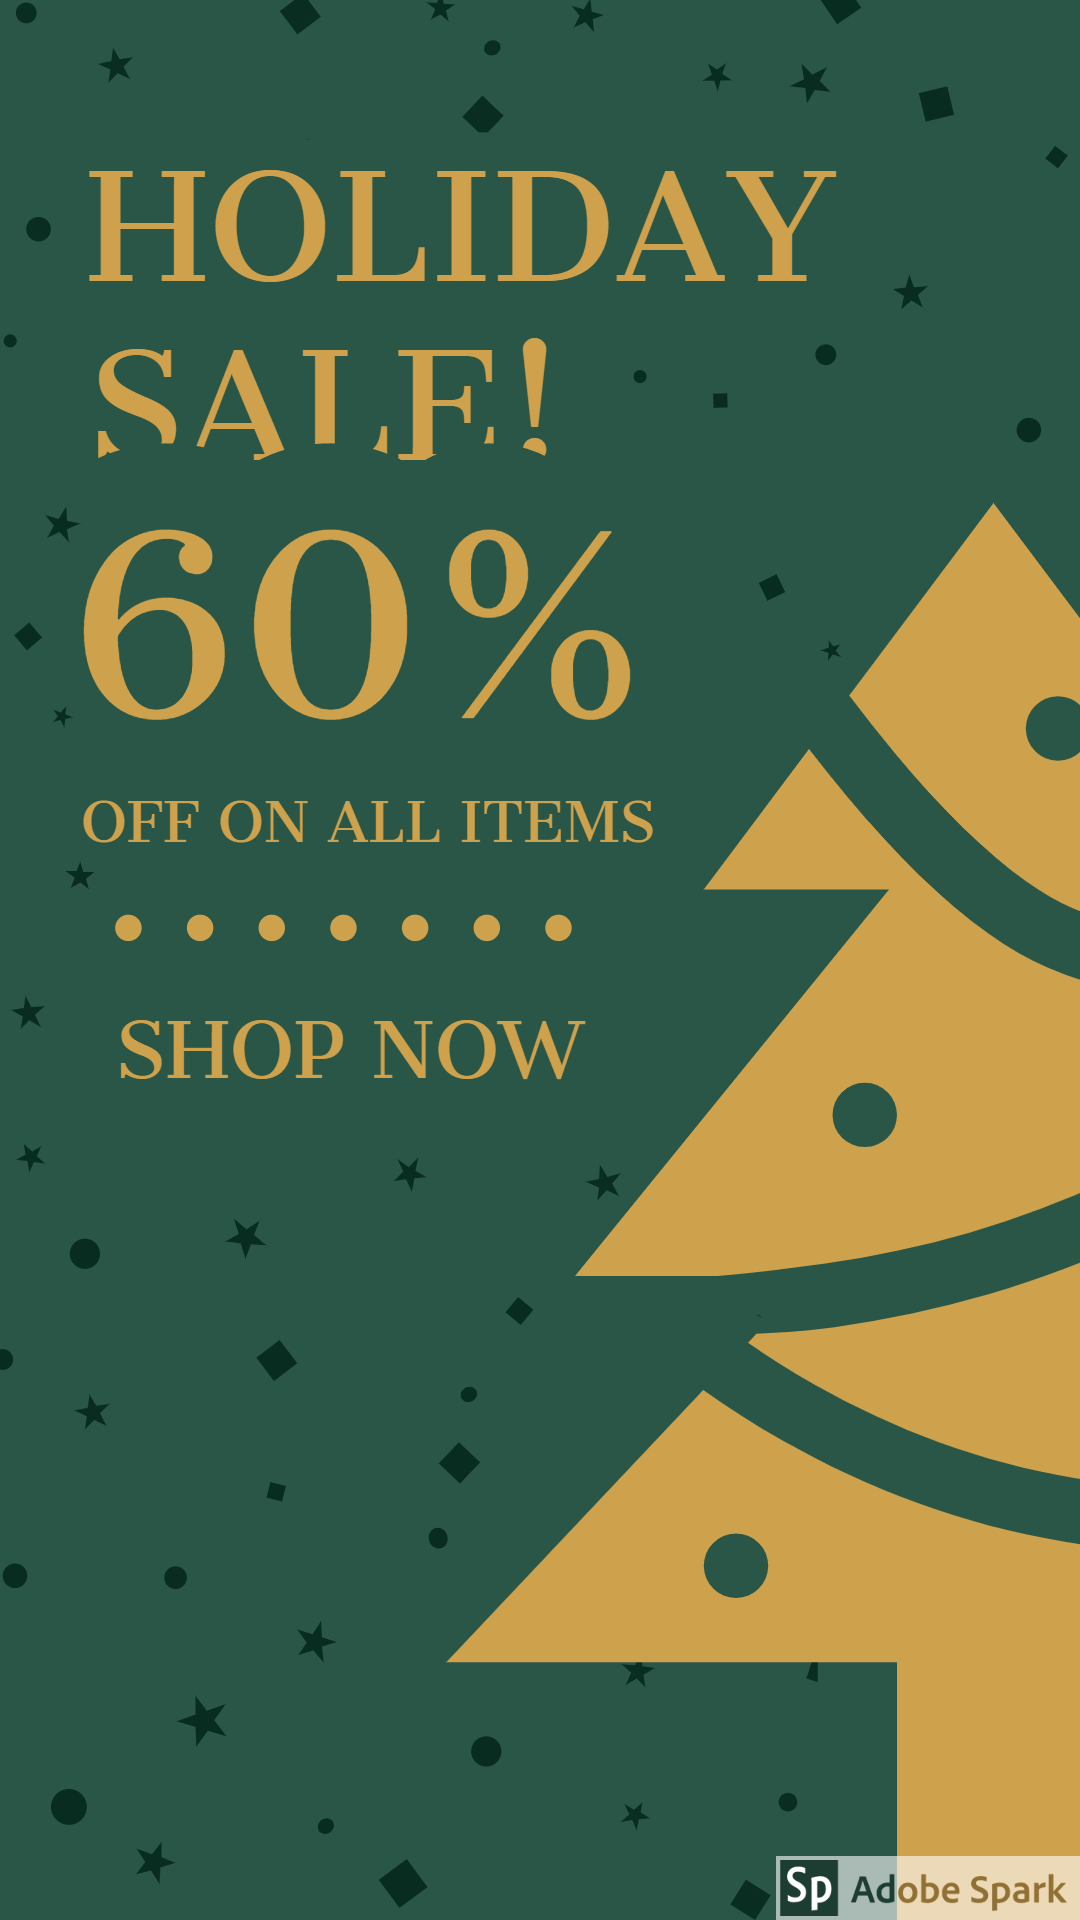 HOLIDAY
SALE!
60%
OFF ON ALL ITEMS
SHOP NOW
Sp Adobe Spark